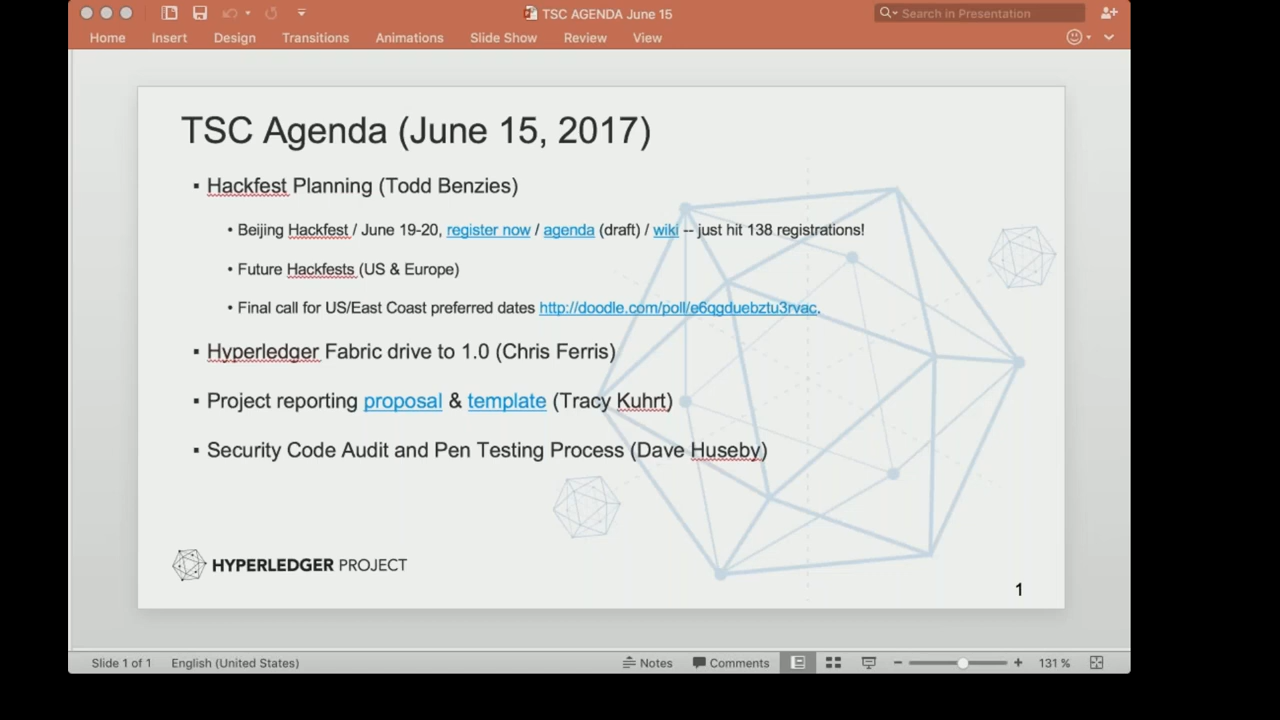 TSC AGENDA June 15
Search in Presentation
Home Insert Design Transitions Animations Slide Show Review View
TSC Agenda (June 15, 2017)
▪ Hackfest Planning (Todd Benzies)
• Beijing Hackfest / June 19-20, register now / agenda (draft) / wiki -- just hit 138 registrations!
• Future Hackfests (US & Europe)
• Final call for US/East Coast preferred dates http://doodle.com/poll/e6qgduebztu3rvac.
▪ Hyperledger Fabric drive to 1.0 (Chris Ferris)
▪ Project reporting proposal & template (Tracy Kuhrt)
▪ Security Code Audit and Pen Testing Process (Dave Huseby)
HYPERLEDGER PROJECT
1
Slide 1 of 1 English (United States) Notes Comments 131 %